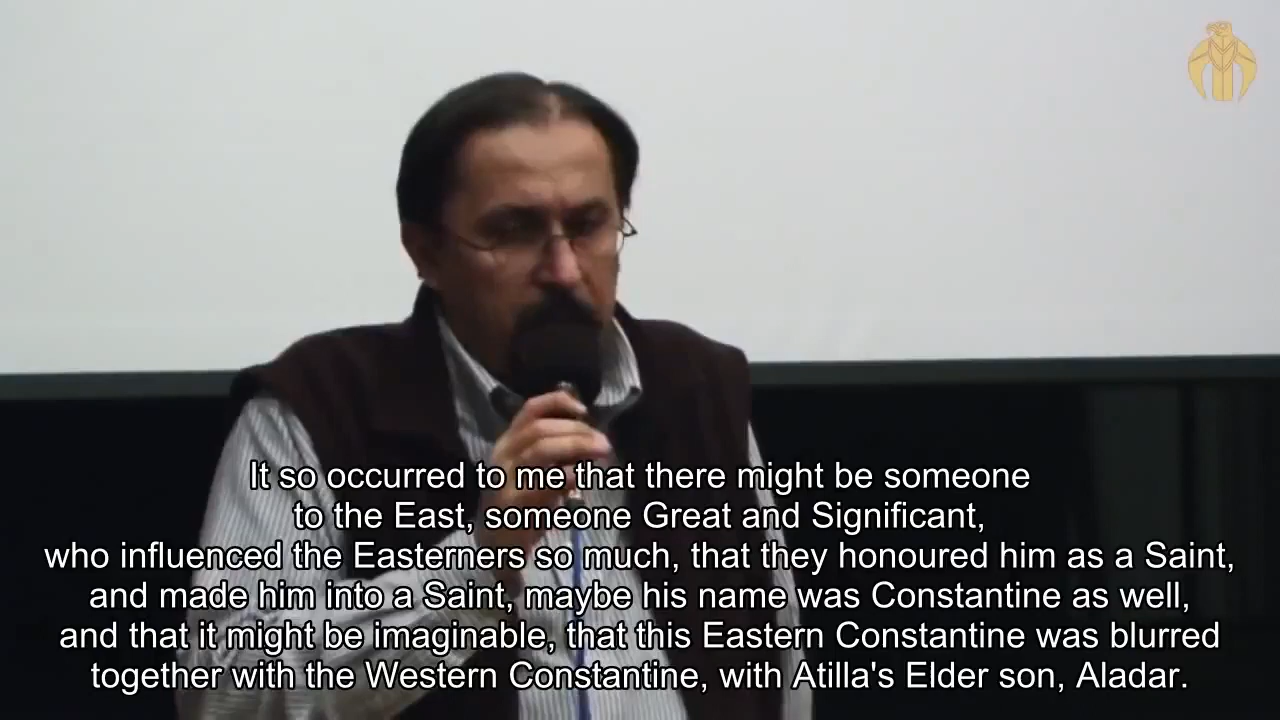 It so occurred to me that there might be someone
to the East, someone Great and Significant,
who influenced the Easterners so much, that they honoured him as a Saint,
and made him into a Saint, maybe his name was Constantine as well,
and that it might be imaginable, that this Eastern Constantine was blurred
together with the Western Constantine, with Atilla's Elder son, Aladar.